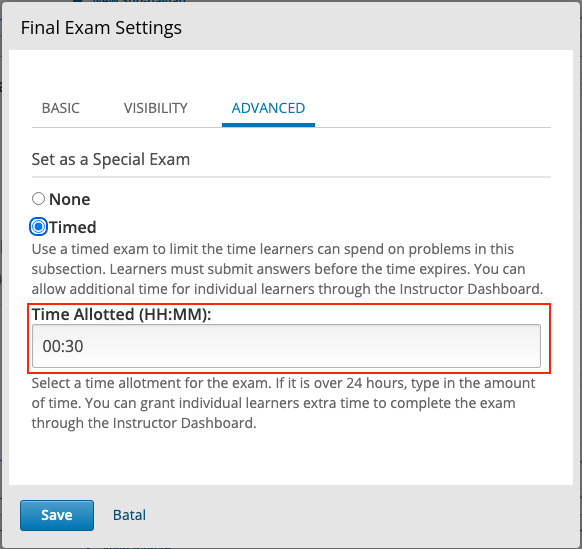 Final Exam Settings
BASIC VISIBILITY ADVANCED
Set as a Special Exam
None
Timed
Use a timed exam to limit the time learners can spend on problems in this
subsection. Learners must submit answers before the time expires. You can
allow additional time for individual learners through the Instructor Dashboard.
Time Allotted (HH:MM):
00:30
Select a time allotment for the exam. If it is over 24 hours, type in the amount
of time. You can grant individual learners extra time to complete the exam
through the Instructor Dashboard.
Save Batal